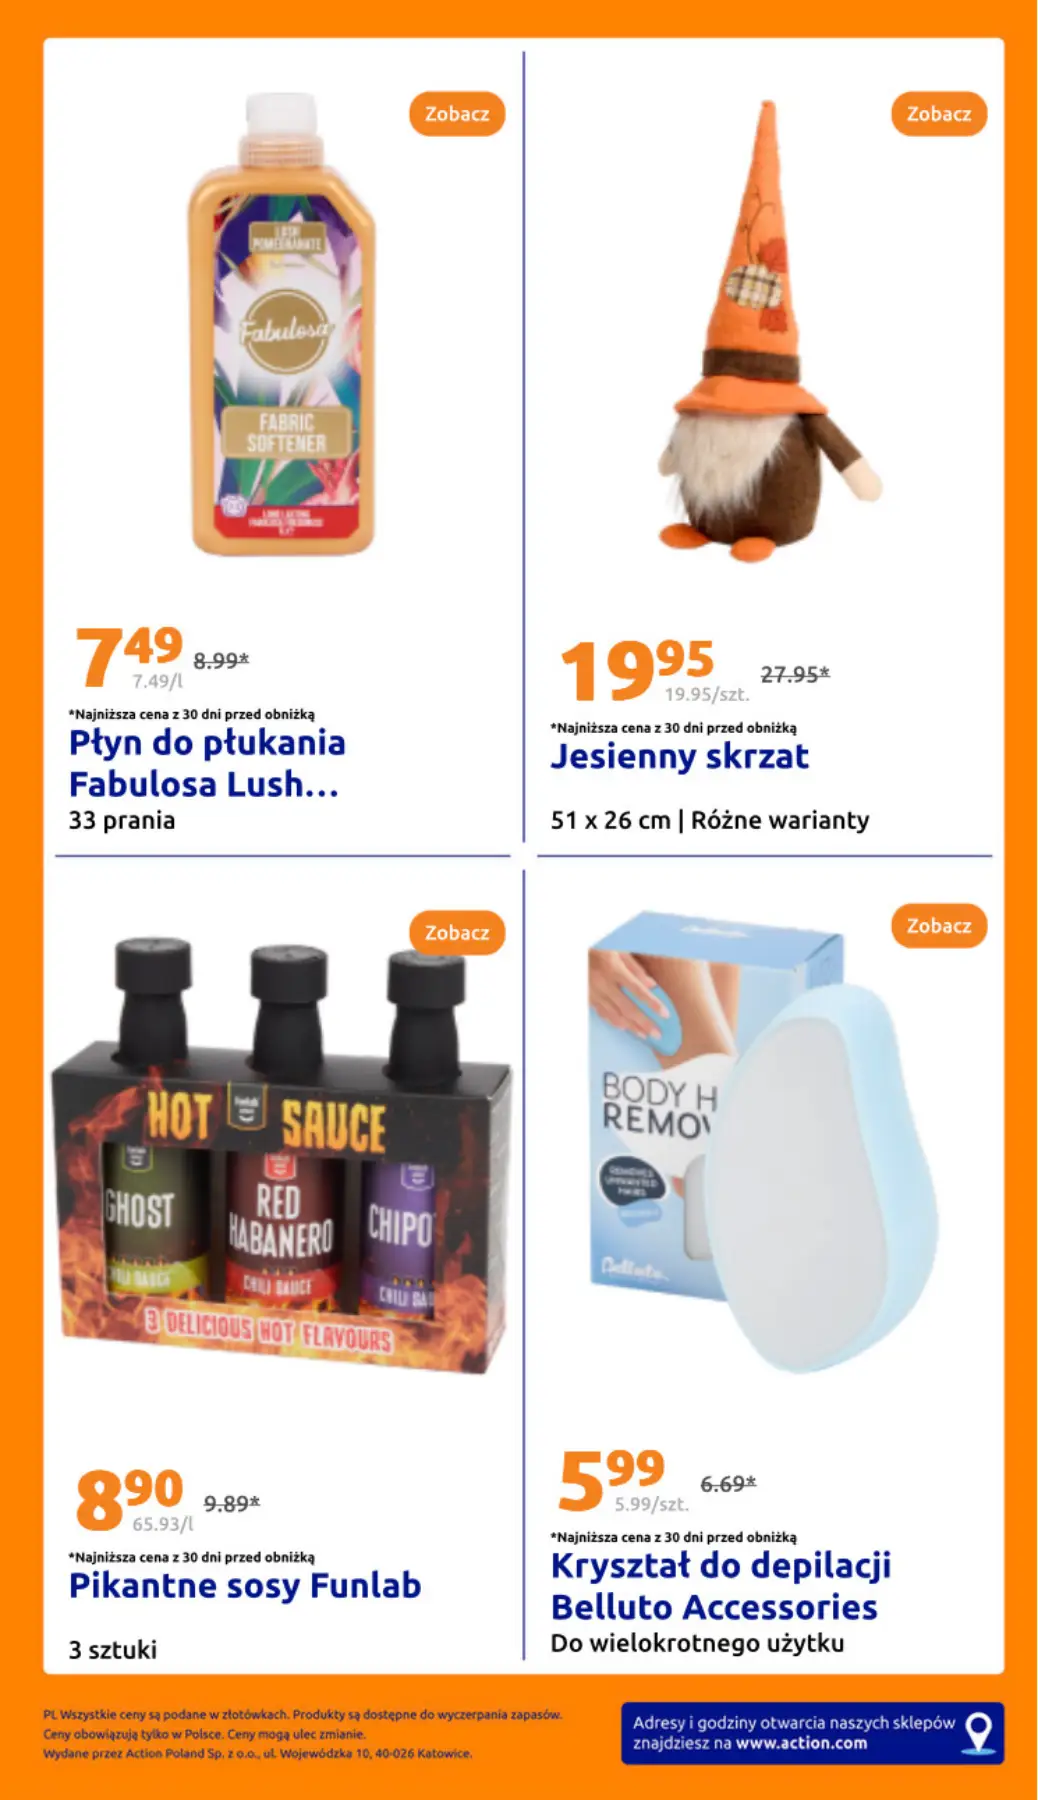 Zobacz
LUSH
POMEGRANATE
Fabulosa
FABRIC
SOFTENER
7.49
8.99*
7.49/l
*Najniższa cena z 30 dni przed obniżką
Płyn do płukania
Fabulosa Lush...
33 prania
Zobacz
19.95
27.95*
19.95/szt.
*Najniższa cena z 30 dni przed obniżką
Jesienny skrzat
51 x 26 cm | Różne warianty
Zobacz
HOT SAUCE
GHOST
CHILI SAUCE
RED
HABANERO
CHILI SAUCE
CHIPO
CHILI SAU
3 DELICIOUS HOT FLAVOURS
8.90
9.89*
65.93/l
*Najniższa cena z 30 dni przed obniżką
Pikantne sosy Funlab
3 sztuki
Zobacz
BODY H
REMOV
Belluto
5.99
6.69*
5.99/szt.
*Najniższa cena z 30 dni przed obniżką
Kryształ do depilacji
Belluto Accessories
Do wielokrotnego użytku
PL Wszystkie ceny są podane w złotówkach. Produkty są dostępne do wyczerpania zapasów.
Ceny obowiązują tylko w Polsce. Ceny mogą ulec zmianie.
Wydane przez Action Poland Sp. z o.o., ul. Wojewódzka 10, 40-026 Katowice.
Adresy i godziny otwarcia naszych sklepów
znajdziesz na www.action.com